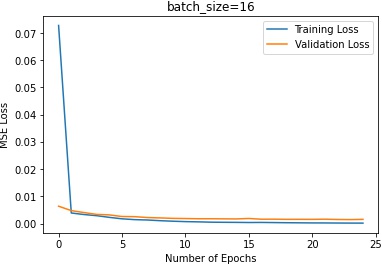 batch_size=16
Training Loss
Validation Loss
MSE Loss
0.07
0.06
0.05
0.04
0.03
0.02
0.01
0.00
0 5 10 15 20 25
Number of Epochs